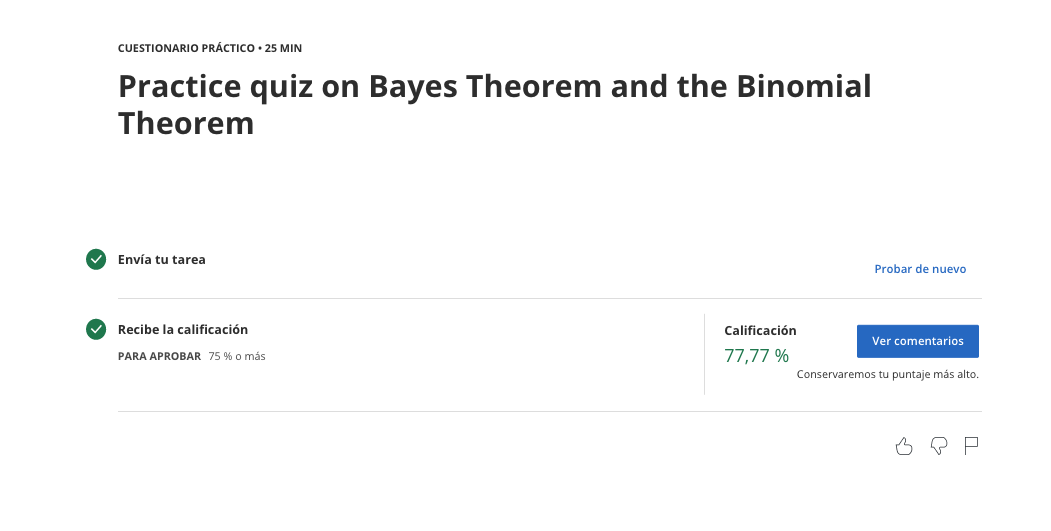 CUESTIONARIO PRÁCTICO • 25 MIN
Practice quiz on Bayes Theorem and the Binomial
Theorem
Envía tu tarea
Probar de nuevo
Recibe la calificación
PARA APROBAR 75 % o más
Calificación
77,77 %
Ver comentarios
Conservaremos tu puntaje más alto.